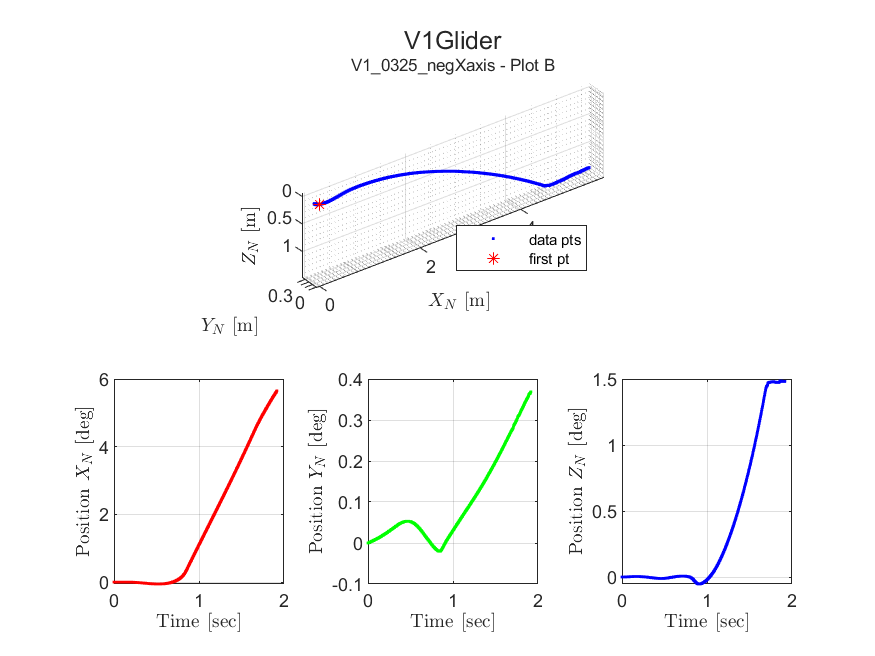 V1Glider
V1_0325_negXaxis - Plot B
0
0.5
1
Z_N [m]
0.3
0
Y_N [m]
0
2
4
X_N [m]
data pts
first pt
6
4
2
0
Position X_N [deg]
0
1
2
Time [sec]
0.4
0.3
0.2
0.1
0
-0.1
Position Y_N [deg]
0
1
2
Time [sec]
1.5
1
0.5
0
Position Z_N [deg]
0
1
2
Time [sec]